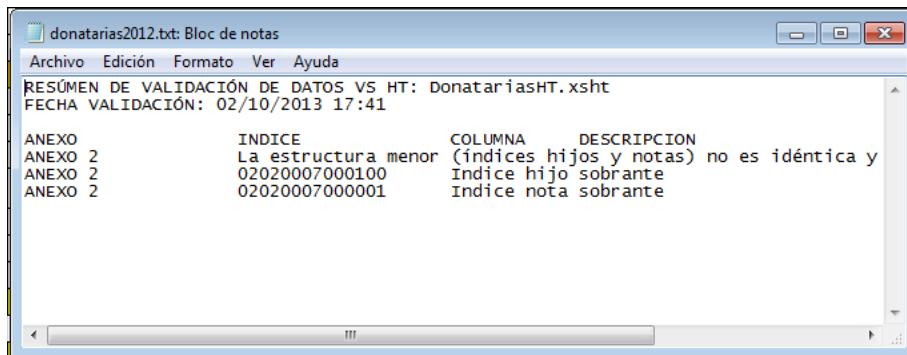 donatarias2012.txt: Bloc de notas
Archivo Edición Formato Ver Ayuda
RESÚMEN DE VALIDACIÓN DE DATOS VS HT: DonatariasHT.xsht
FECHA VALIDACIÓN: 02/10/2013 17:41
ANEXO INDICE COLUMNA DESCRIPCION
ANEXO 2 La estructura menor (índices hijos y notas) no es idéntica y
ANEXO 2 02020007000100 Indice hijo sobrante
ANEXO 2 02020007000001 Indice nota sobrante